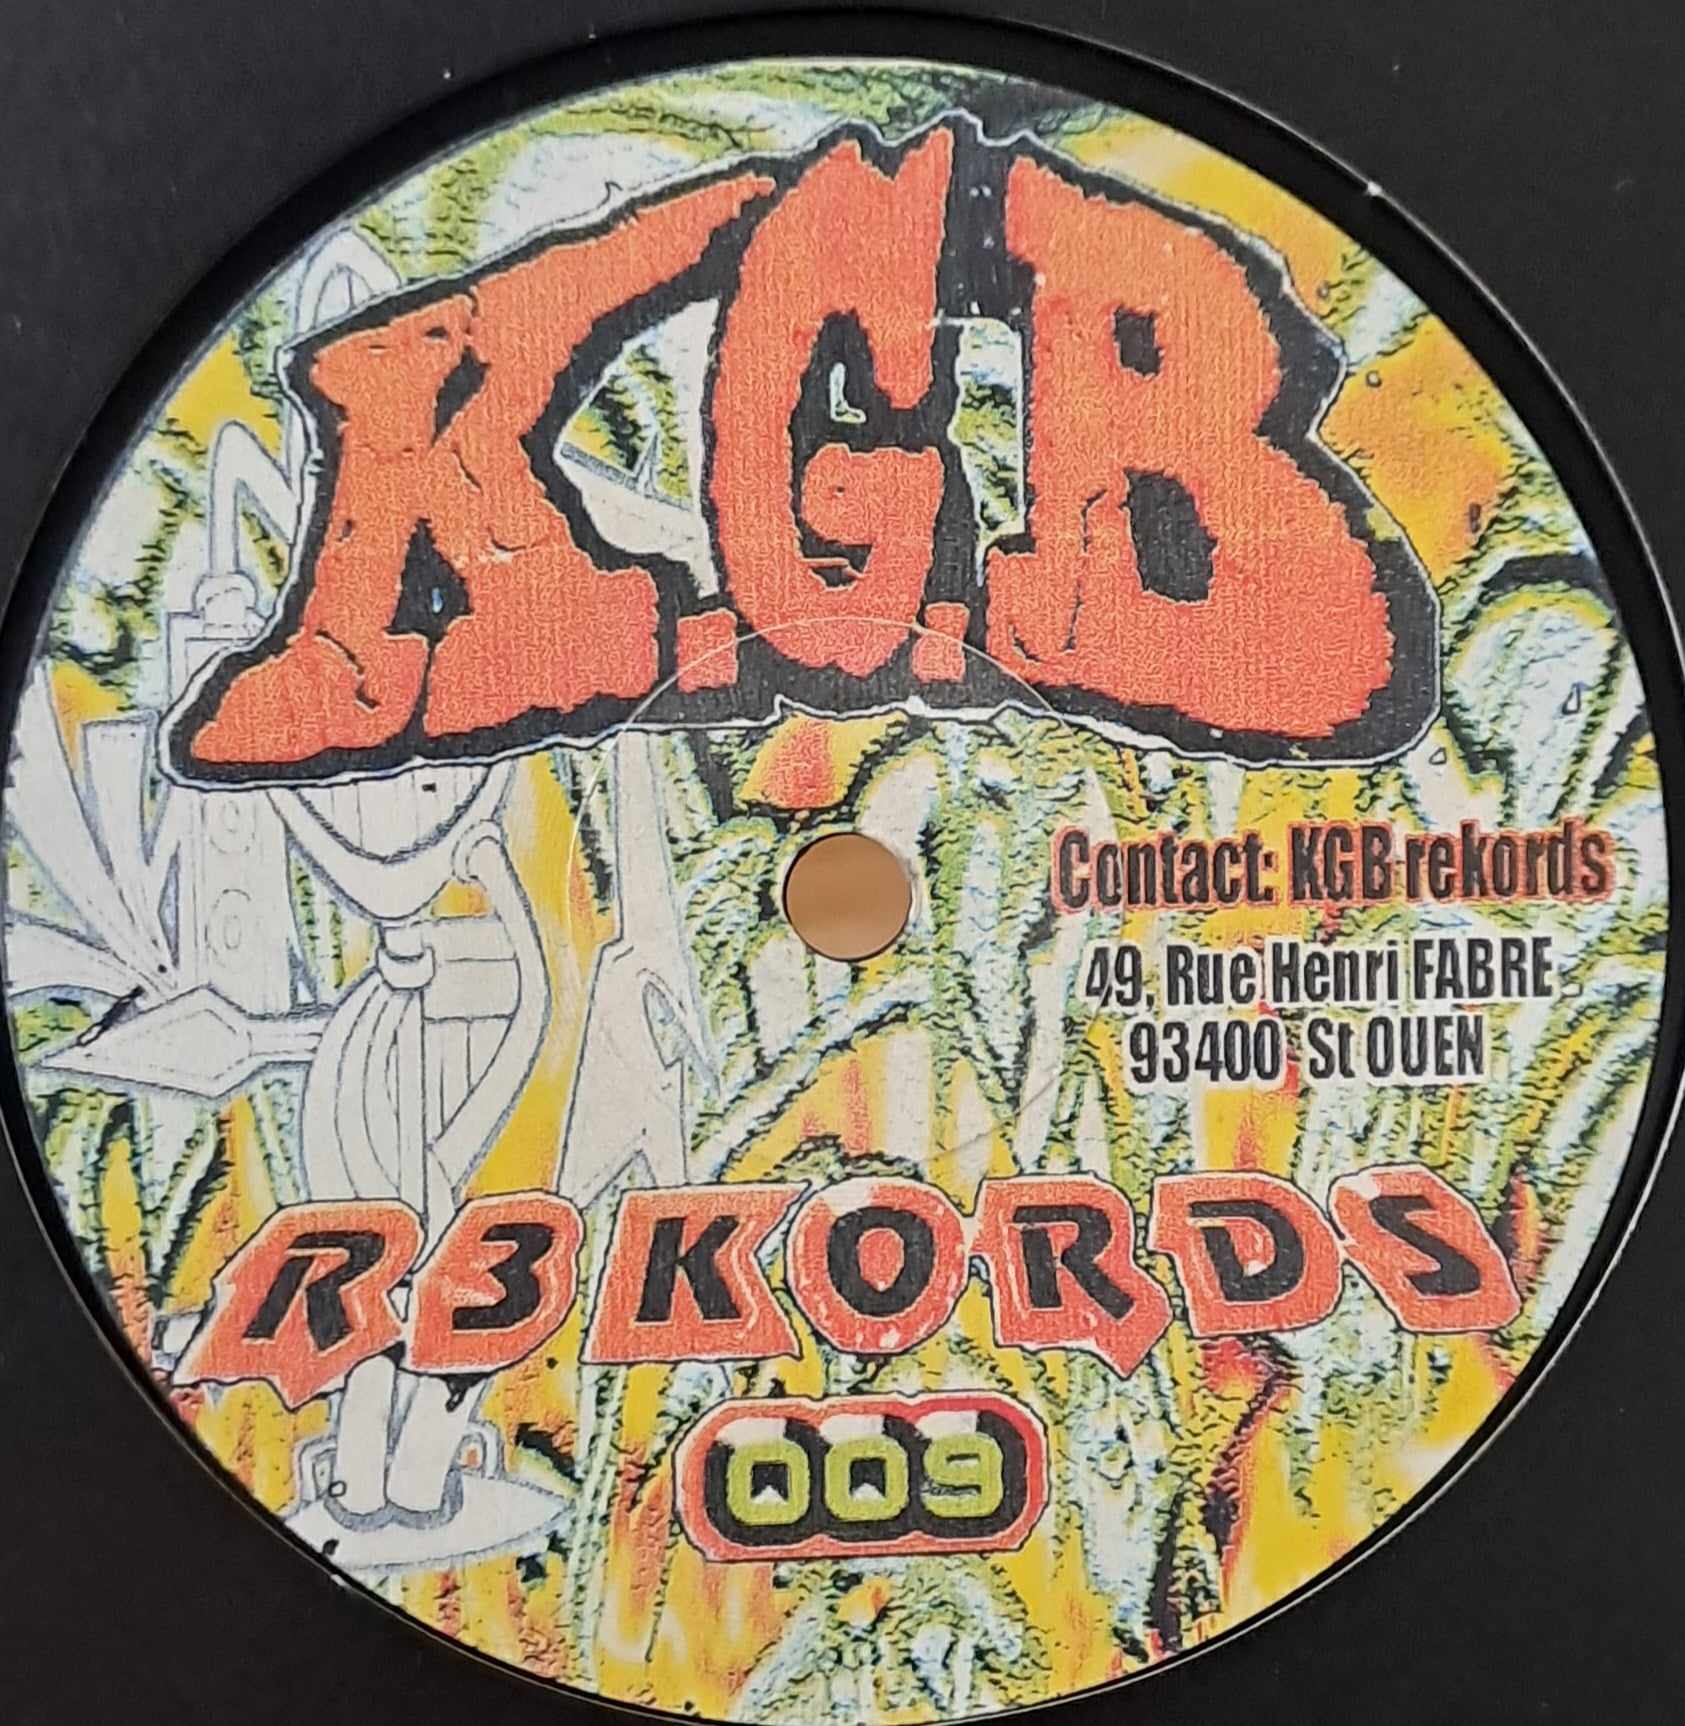 K.G.B
Contact: KGB rekords
49, Rue Henri FABRE
93400 St OUEN
R3KORDS
009